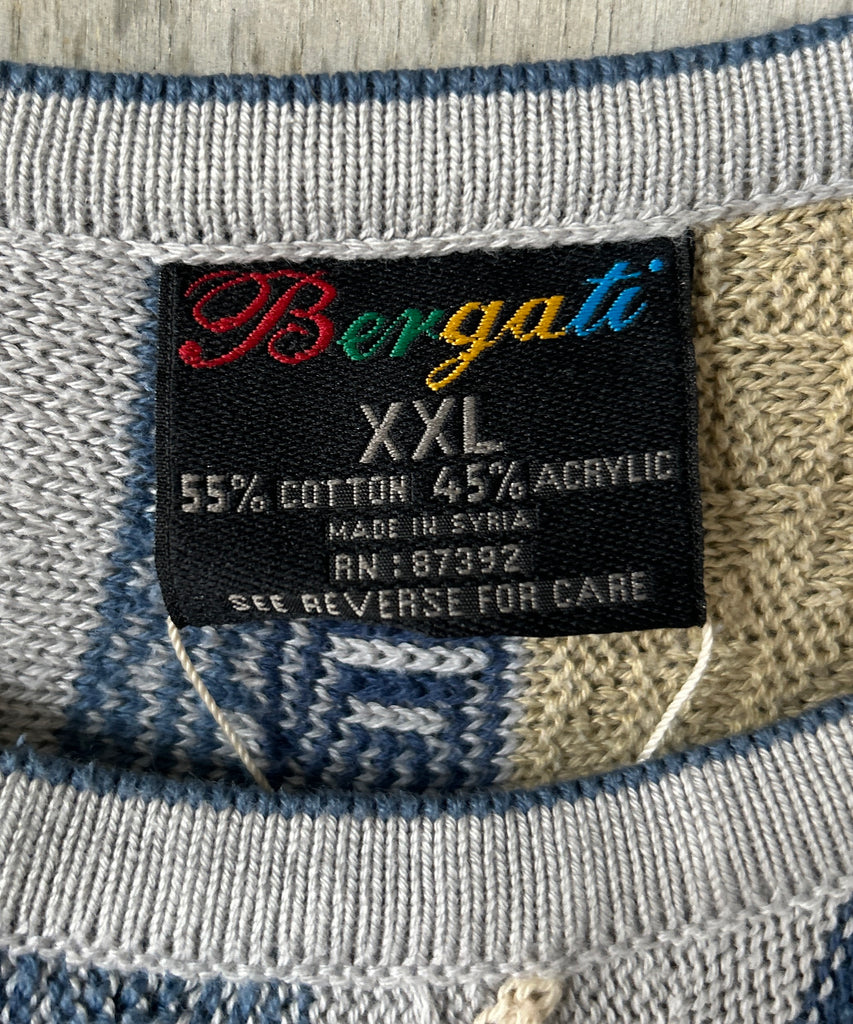 Bergati
XXL
55% COTTON 45% ACRYLIC
MADE IN SYRIA
RN : 87392
SEE REVERSE FOR CARE